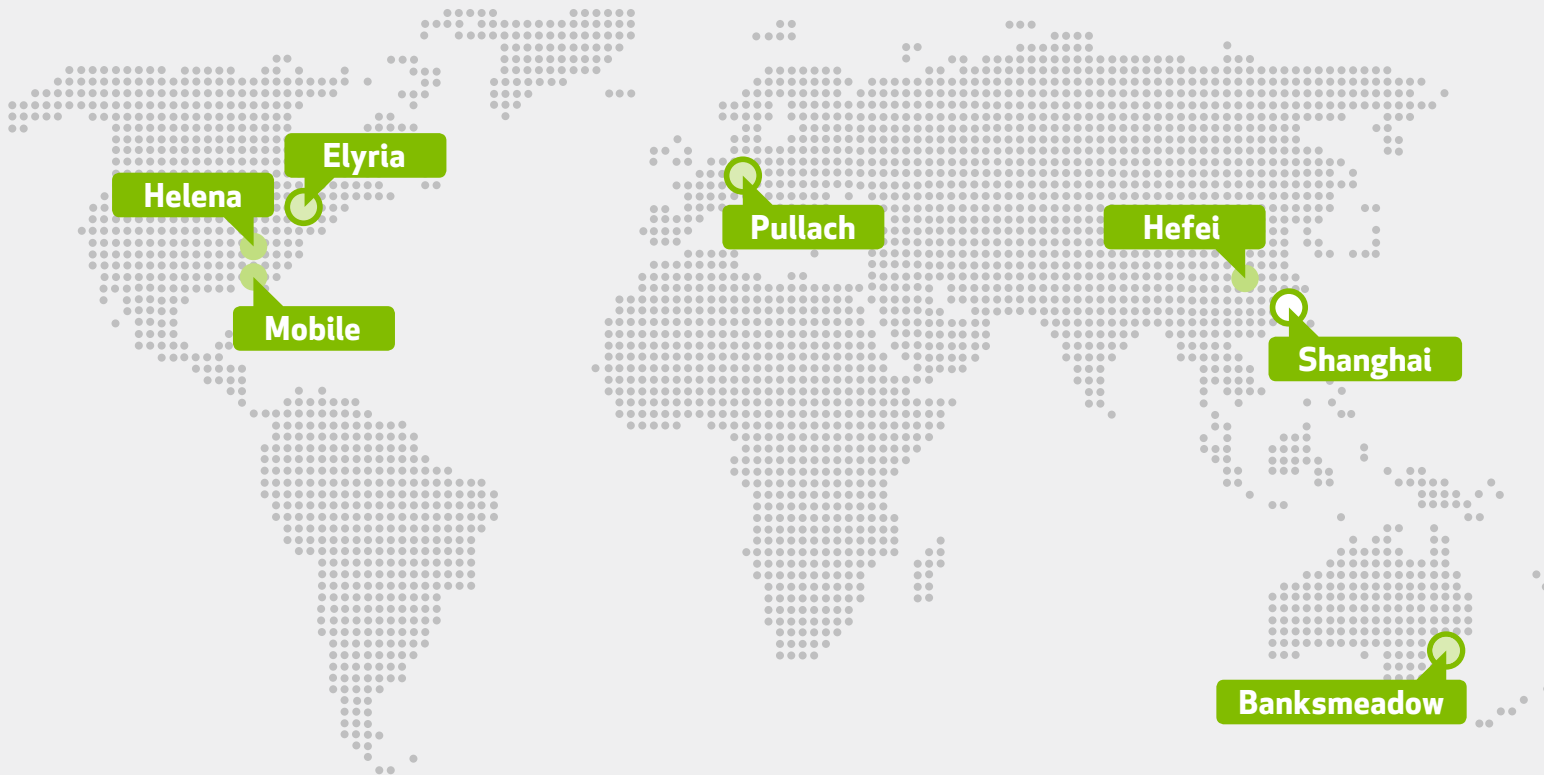 Elyria
Helena
Pullach
Hefei
Mobile
Shanghai
Banksmeadow